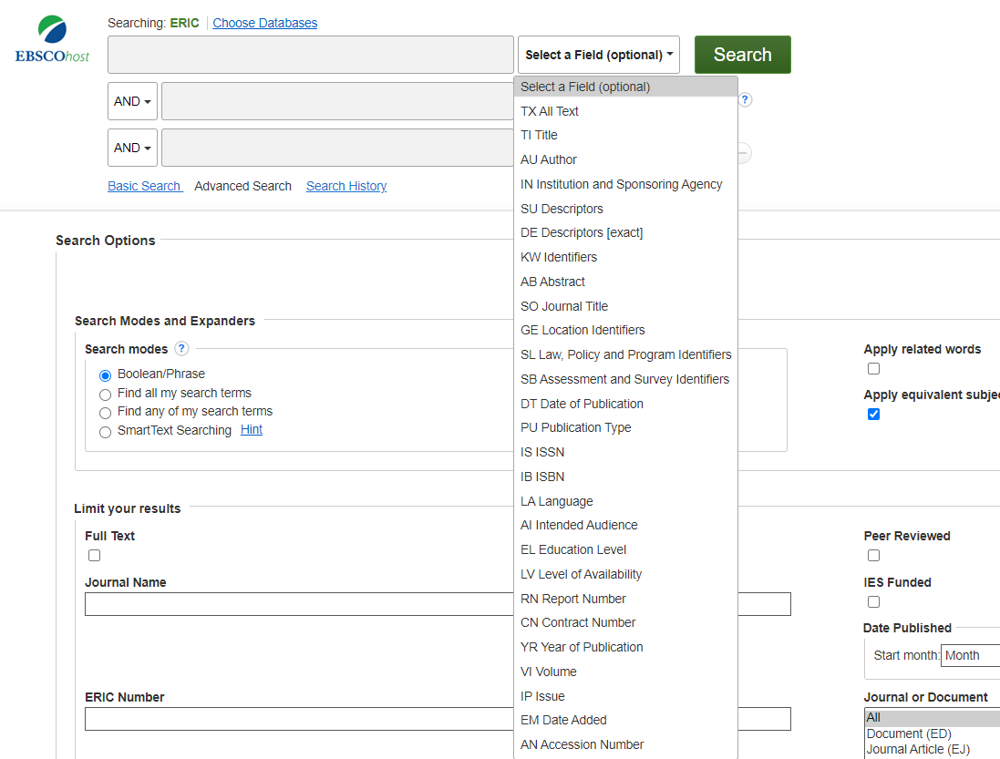 Searching: ERIC Choose Databases
EBSCOhost
Select a Field (optional)
Search
Select a Field (optional)
AND
TX All Text
?
TI Title
AND
AU Author
IN Institution and Sponsoring Agency
Basic Search Advanced Search Search History
SU Descriptors
DE Descriptors [exact]
Search Options
KW Identifiers
AB Abstract
SO Journal Title
Search Modes and Expanders
GE Location Identifiers
Search modes ?
Apply related words
SL Law, Policy and Program Identifiers
Boolean/Phrase
SB Assessment and Survey Identifiers
Find all my search terms
Apply equivalent subjec
DT Date of Publication
Find any of my search terms
PU Publication Type
SmartText Searching Hint
IS ISSN
IB ISBN
LA Language
Limit your results
AI Intended Audience
Full Text
Peer Reviewed
EL Education Level
LV Level of Availability
Journal Name
IES Funded
RN Report Number
CN Contract Number
Date Published
YR Year of Publication
Start month: Month
VI Volume
IP Issue
ERIC Number
Journal or Document
EM Date Added
All
Document (ED)
AN Accession Number
Journal Article (EJ)